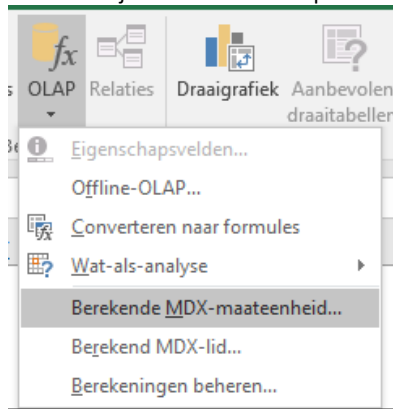 fx
OLAP Relaties Draaigrafiek Aanbevolen
draaitabellen
Eigenschapsvelden...
Offline-OLAP...
Converteren naar formules
Wat-als-analyse
Berekende MDX-maateenheid...
Berekend MDX-lid...
Berekeningen beheren...